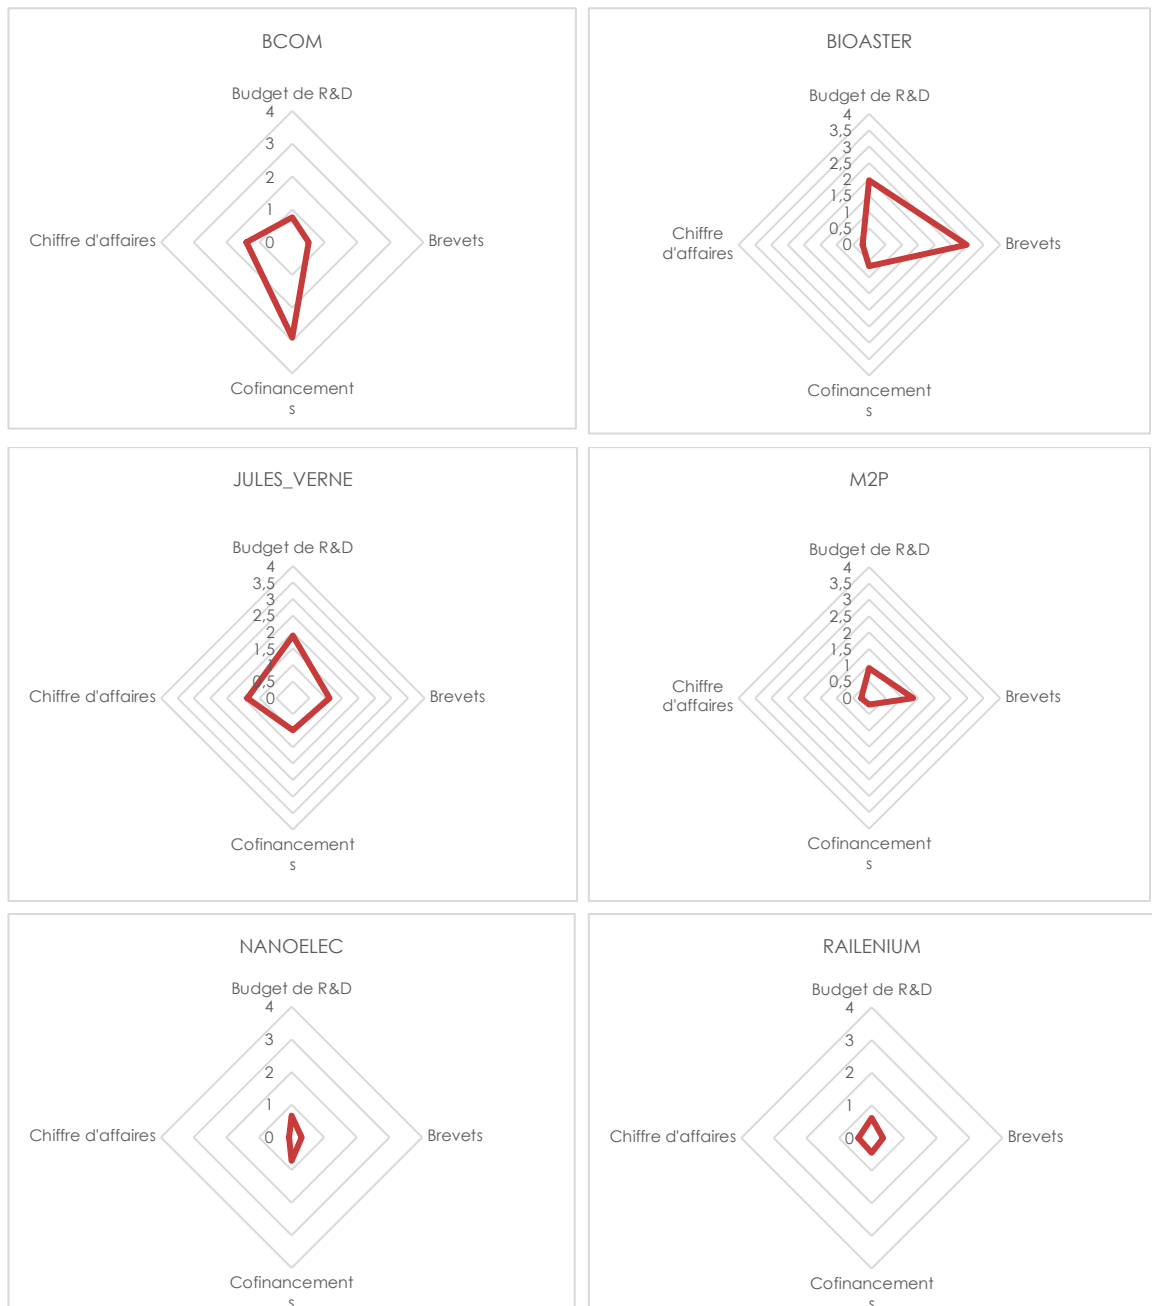 BCOM
Budget de R&D
4
3
2
1
0
Chiffre d'affaires
Brevets
Cofinancement
s
BIOASTER
Budget de R&D
4
3,5
3
2,5
2
1,5
1
0,5
0
Chiffre
d'affaires
Brevets
Cofinancement
s
JULES_VERNE
Budget de R&D
4
3,5
3
2,5
2
1,5
1
0,5
0
Chiffre d'affaires
Brevets
Cofinancement
s
M2P
Budget de R&D
4
3,5
3
2,5
2
1,5
1
0,5
0
Chiffre
d'affaires
Brevets
Cofinancement
s
NANOELEC
Budget de R&D
4
3
2
1
0
Chiffre d'affaires
Brevets
Cofinancement
s
RAILENIUM
Budget de R&D
4
3
2
1
0
Chiffre d'affaires
Brevets
Cofinancement
s